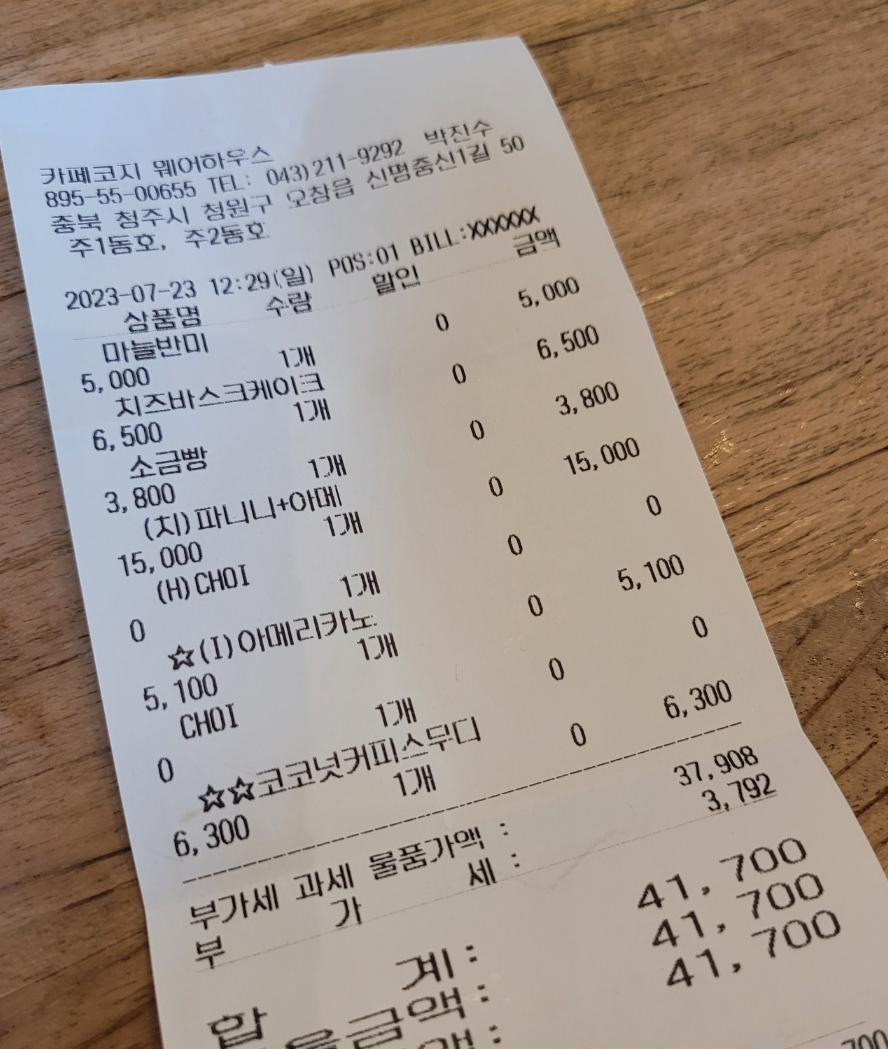 카페코지 웨어하우스
895-55-00655 TEL: 043)211-9292 박진수
충북 청주시 청원구 오창읍 신평중신1길 50
주1동호, 주2동호
2023-07-23 12:29(일) POS:01 BILL:XXXXXX
상품명 수량 할인 금액
마늘반미
5,000 1개 0 5,000
치즈바스크케이크
6,500 1개 0 6,500
소금빵
3,800 1개 0 3,800
(치)파니니+아메
15,000 1개 0 15,000
(H)CHOI
0 1개 0 0
☆(I)아메리카노
5,100 1개 0 5,100
CHOI
0 1개 0 0
☆☆코코넛커피스무디
6,300 1개 0 6,300
부가세 과세 물품가액 : 37,908
부 가 세 : 3,792
합 계: 41,700
금액: 41,700
액: 41,700
700